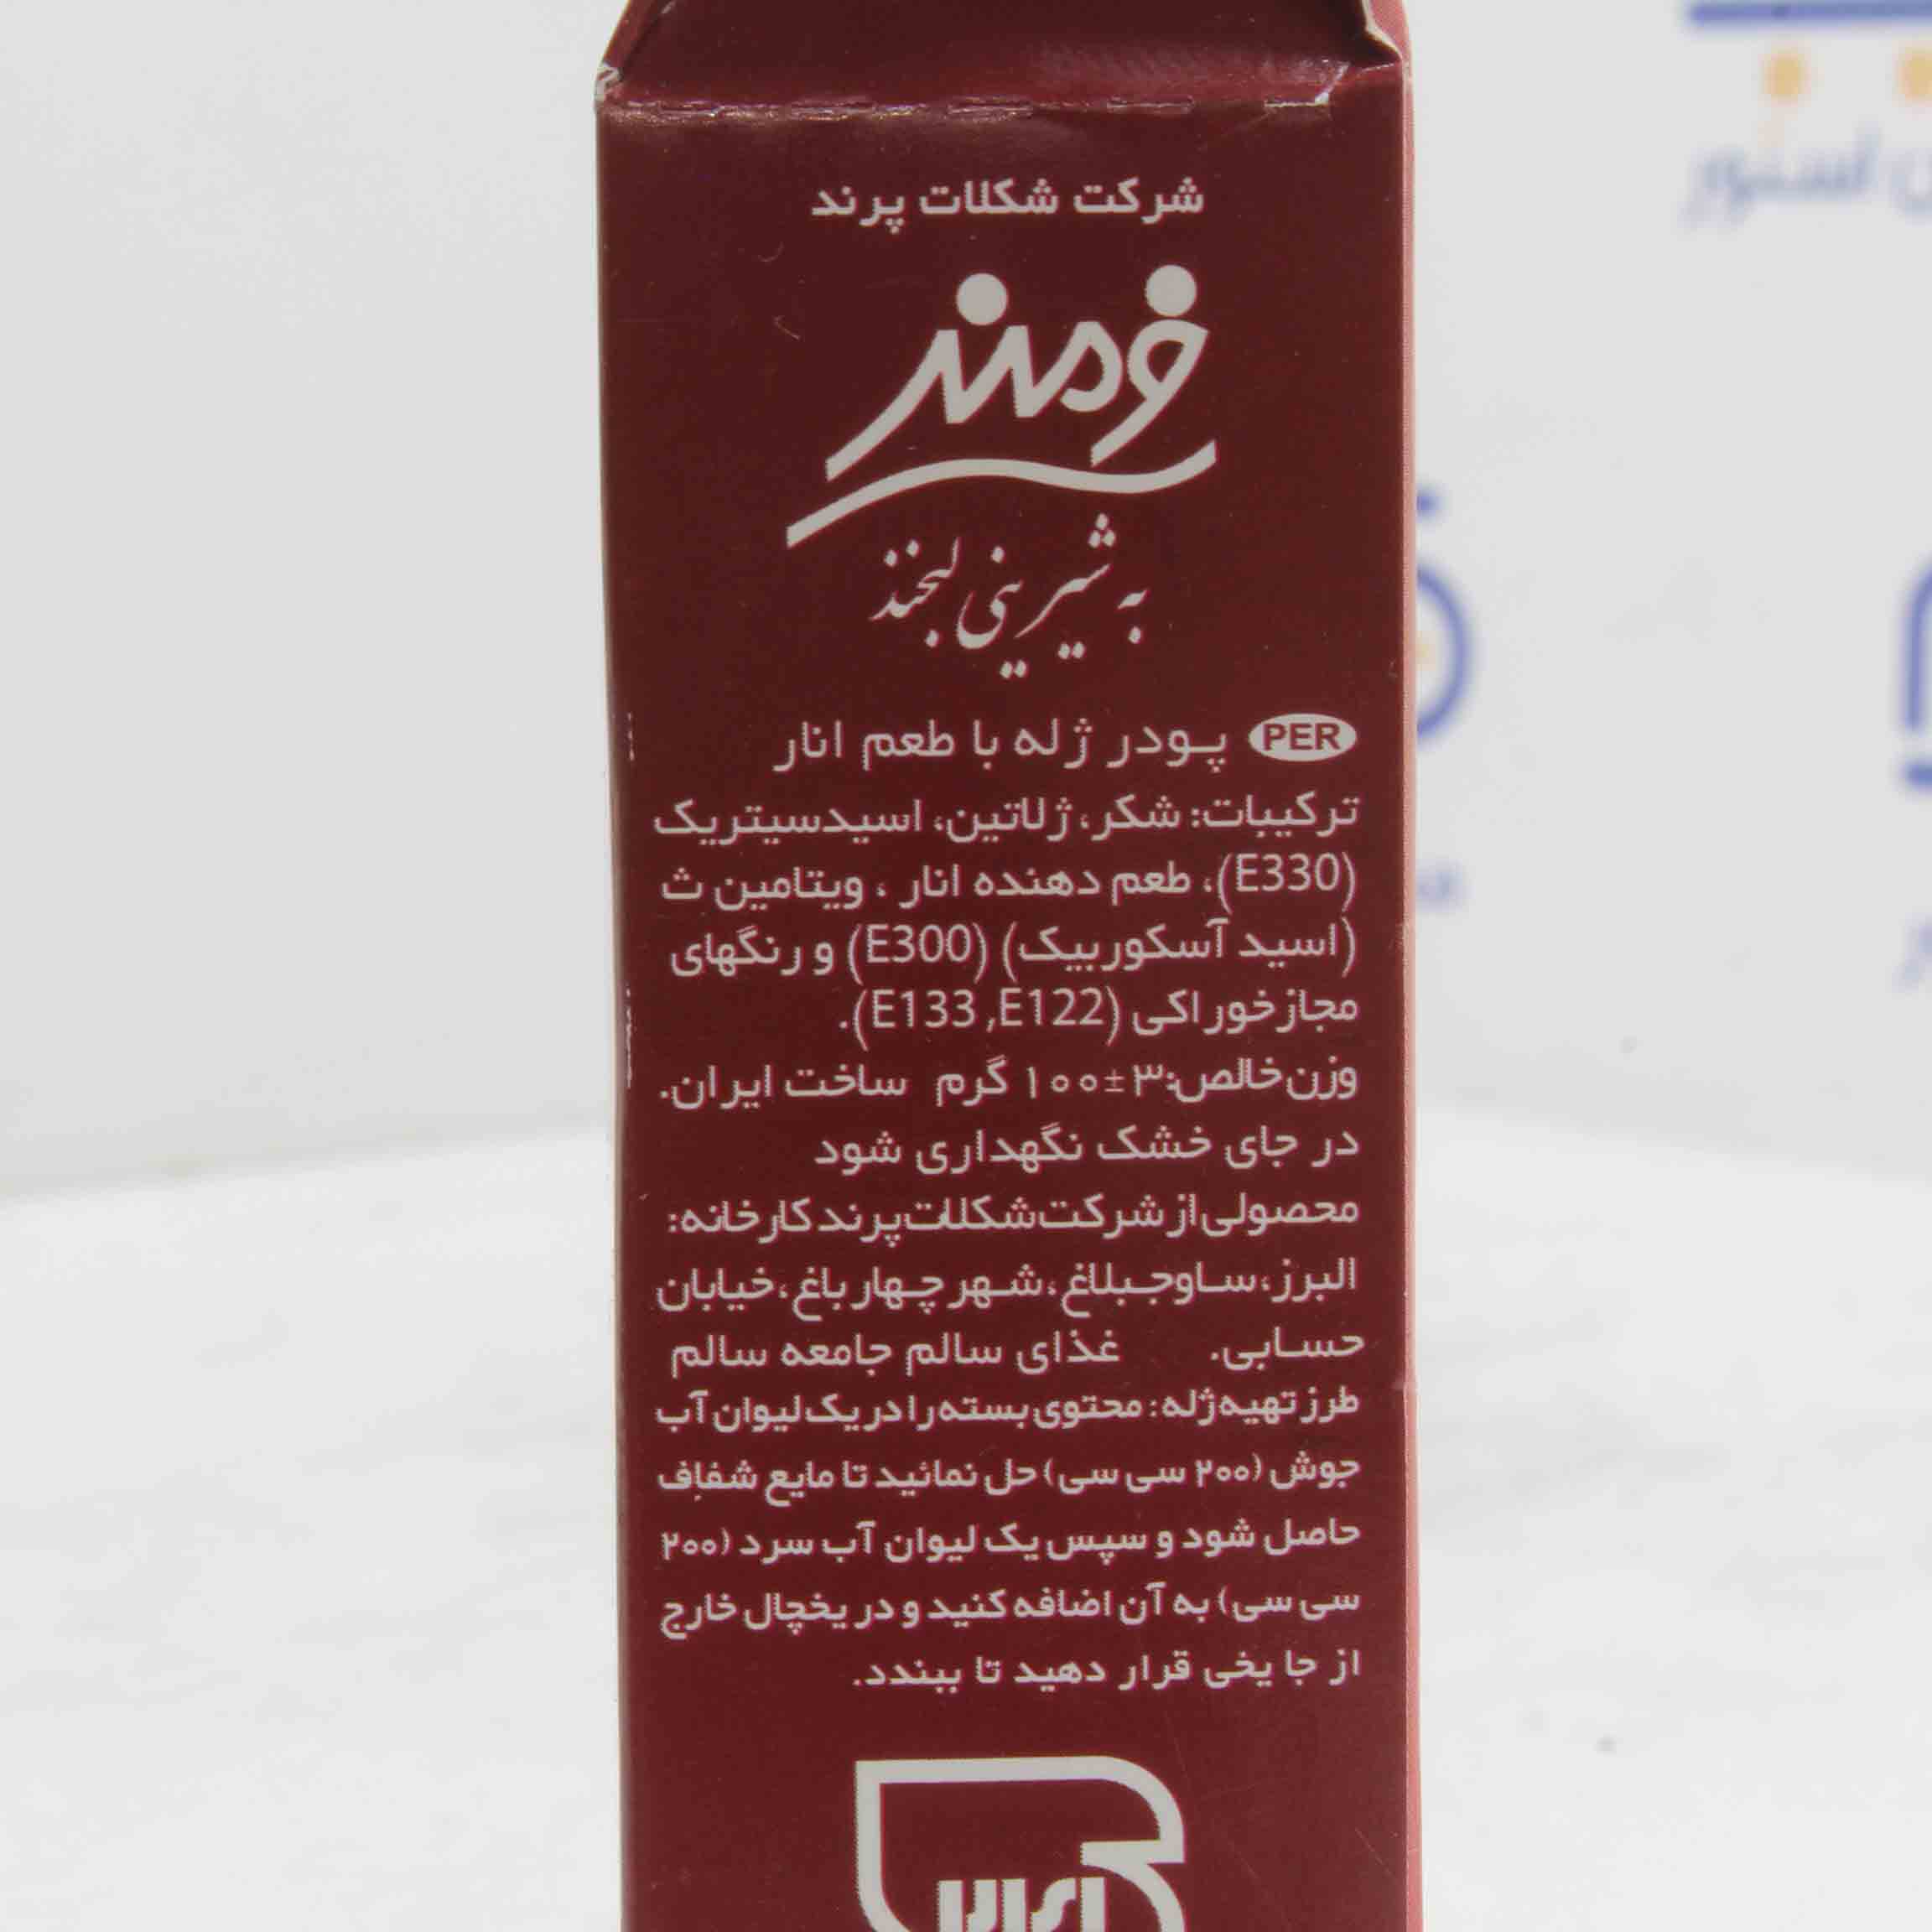 شرکت شکلات پرند
فرمند
به شیرینی لبخند
PER پودر ژله با طعم انار
ترکیبات: شکر، ژلاتین، اسیدسیتریک
(E330)، طعم دهنده انار ، ویتامین ث
(اسید آسکوربیک) (E300) و رنگهای
مجازخوراکی (E133 ,E122).
وزن خالص:۳±۱۰۰ گرم ساخت ایران.
در جای خشک نگهداری شود
محصولی از شرکت شکلات پرند کارخانه:
البرز، ساوجبلاغ، شهر چهارباغ، خیابان
حسابی. غذای سالم جامعه سالم
طرز تهیه ژله: محتوی بسته را در یک لیوان آب
جوش (۲۰۰ سی سی) حل نمائید تا مایع شفاف
حاصل شود و سپس یک لیوان آب سرد (۲۰۰
سی سی) به آن اضافه کنید و در یخچال خارج
از جا یخی قرار دهید تا ببندد.